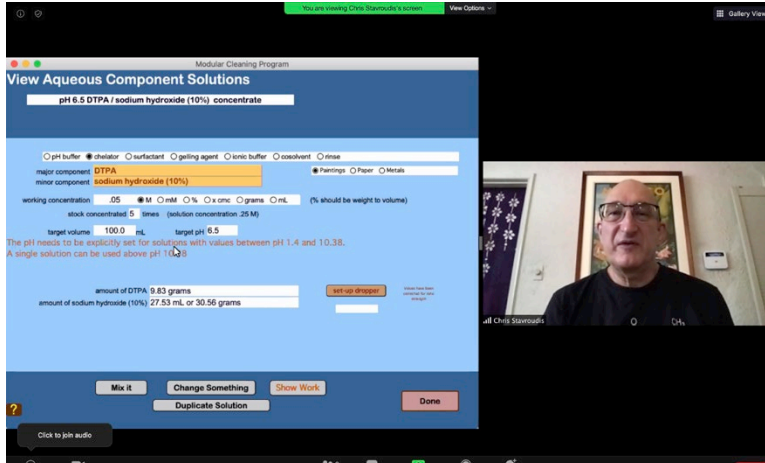 You are viewing Chris Stavroudis's screen View Options
Gallery View
Modular Cleaning Program
View Aqueous Component Solutions
pH 6.5 DTPA / sodium hydroxide (10%) concentrate
pH buffer chelator surfactant gelling agent ionic buffer cosolvent rinse
major component DTPA
Paintings Paper Metals
minor component sodium hydroxide (10%)
working concentration .05 M mM % x cmc grams mL (% should be weight to volume)
stock concentrated 5 times (solution concentration .25 M)
target volume 100.0 mL target pH 6.5
The pH needs to be explicitly set for solutions with values between pH 1.4 and 10.38.
A single solution can be used above pH 10.38
amount of DTPA 9.83 grams
set-up dropper
amount of sodium hydroxide (10%) 27.53 mL or 30.56 grams
Chris Stavroudis
Mix it Change Something Show Work
Duplicate Solution
Done
?
Click to join audio